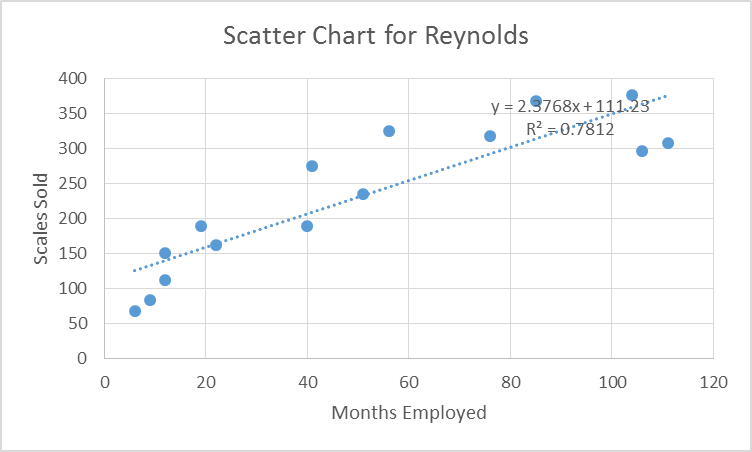 Scatter Chart for Reynolds
400
350
300
250
200
150
100
50
0
Scales Sold
y = 2.3768x + 111.23
R² = 0.7812
0 20 40 60 80 100 120
Months Employed